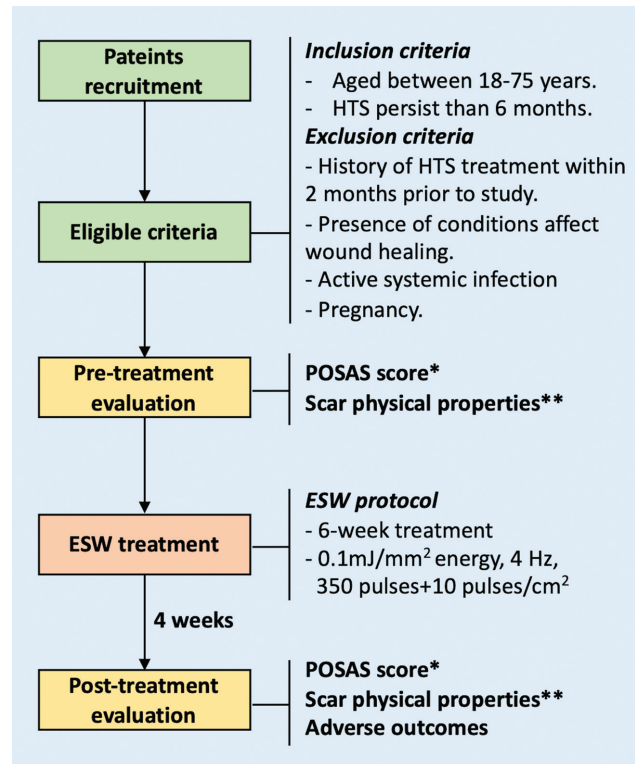 Pateints
recruitment
Inclusion criteria
- Aged between 18-75 years.
- HTS persist than 6 months.
Exclusion criteria
- History of HTS treatment within
2 months prior to study.
- Presence of conditions affect
wound healing.
- Active systemic infection
- Pregnancy.
Eligible criteria
Pre-treatment
evaluation
POSAS score*
Scar physical properties**
ESW treatment
ESW protocol
- 6-week treatment
- 0.1mJ/mm² energy, 4 Hz,
350 pulses+10 pulses/cm²
4 weeks
Post-treatment
evaluation
POSAS score*
Scar physical properties**
Adverse outcomes